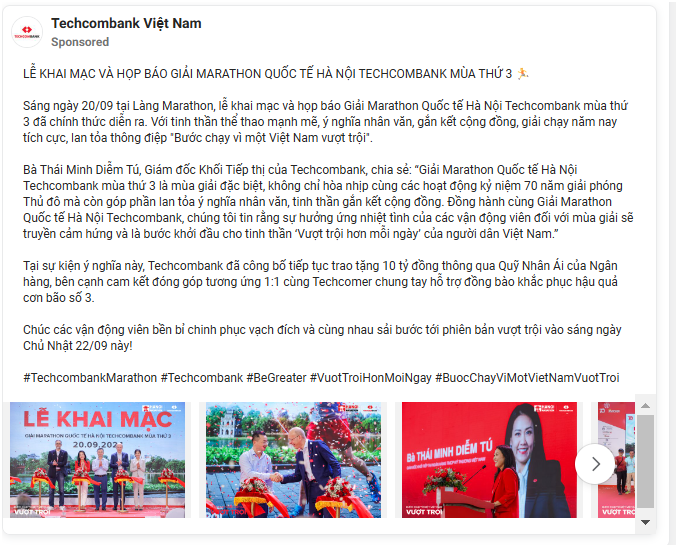 Techcombank Việt Nam
TECHCOMBANK
Sponsored
LỄ KHAI MẠC VÀ HỌP BÁO GIẢI MARATHON QUỐC TẾ HÀ NỘI TECHCOMBANK MÙA THỨ 3 🏃
Sáng ngày 20/09 tại Làng Marathon, lễ khai mạc và họp báo Giải Marathon Quốc tế Hà Nội Techcombank mùa thứ
3 đã chính thức diễn ra. Với tinh thần thể thao mạnh mẽ, ý nghĩa nhân văn, gắn kết cộng đồng, giải chạy năm nay
tích cực, lan tỏa thông điệp "Bước chạy vì một Việt Nam vượt trội".
Bà Thái Minh Diễm Tú, Giám đốc Khối Tiếp thị của Techcombank, chia sẻ: “Giải Marathon Quốc tế Hà Nội
Techcombank mùa thứ 3 là mùa giải đặc biệt, không chỉ hòa nhịp cùng các hoạt động kỷ niệm 70 năm giải phóng
Thủ đô mà còn góp phần lan tỏa ý nghĩa nhân văn, tinh thần gắn kết cộng đồng. Đồng hành cùng Giải Marathon
Quốc tế Hà Nội Techcombank, chúng tôi tin rằng sự hưởng ứng nhiệt tình của các vận động viên đối với mùa giải sẽ
truyền cảm hứng và là bước khởi đầu cho tinh thần ‘Vượt trội hơn mỗi ngày’ của người dân Việt Nam.”
Tại sự kiện ý nghĩa này, Techcombank đã công bố tiếp tục trao tặng 10 tỷ đồng thông qua Quỹ Nhân Ái của Ngân
hàng, bên cạnh cam kết đóng góp tương ứng 1:1 cùng Techcomer chung tay hỗ trợ đồng bào khắc phục hậu quả
cơn bão số 3.
Chúc các vận động viên bền bỉ chinh phục vạch đích và cùng nhau sải bước tới phiên bản vượt trội vào sáng ngày
Chủ Nhật 22/09 này!
#TechcombankMarathon #Techcombank #BeGreater #VuotTroiHonMoiNgay #BuocChayViMotVietNamVuotTroi
LỄ KHAI MẠC
GIẢI MARATHON QUỐC TẾ HÀ NỘI TECHCOMBANK MÙA THỨ 3
20.09.2024
VƯỢT TRỘI
VƯỢT TRỘI
Bà THÁI MINH DIỄM TÚ
VƯỢT TRỘI
VƯỢT TRỘI